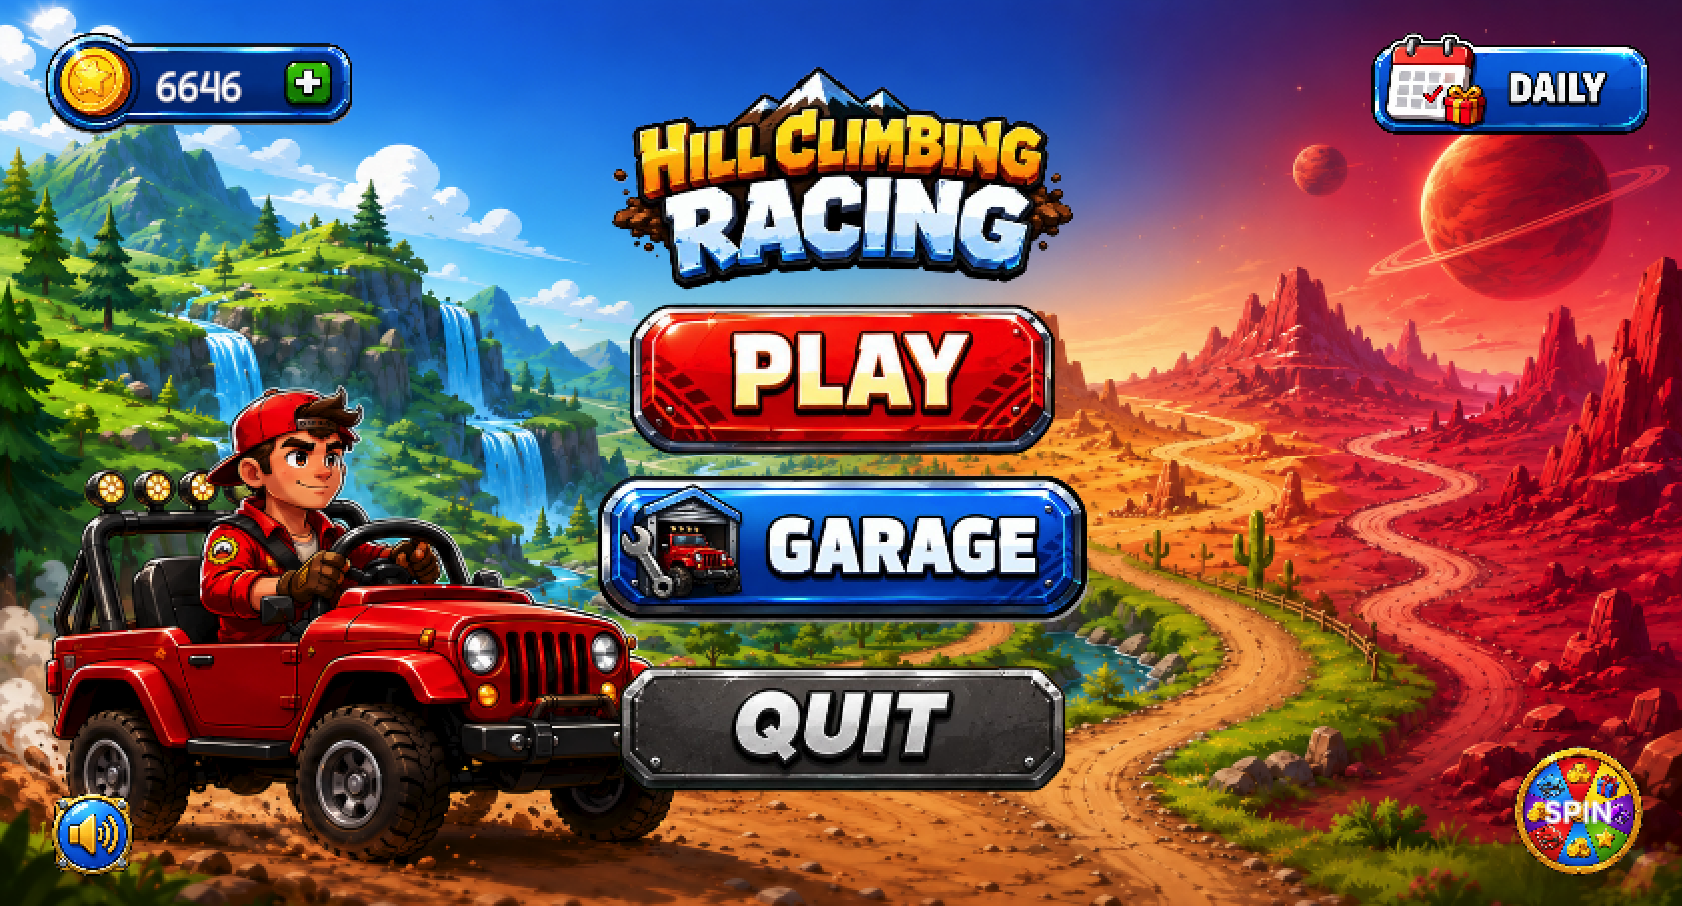 6646
DAILY
HILL CLIMBING
RACING
PLAY
GARAGE
QUIT
SPIN